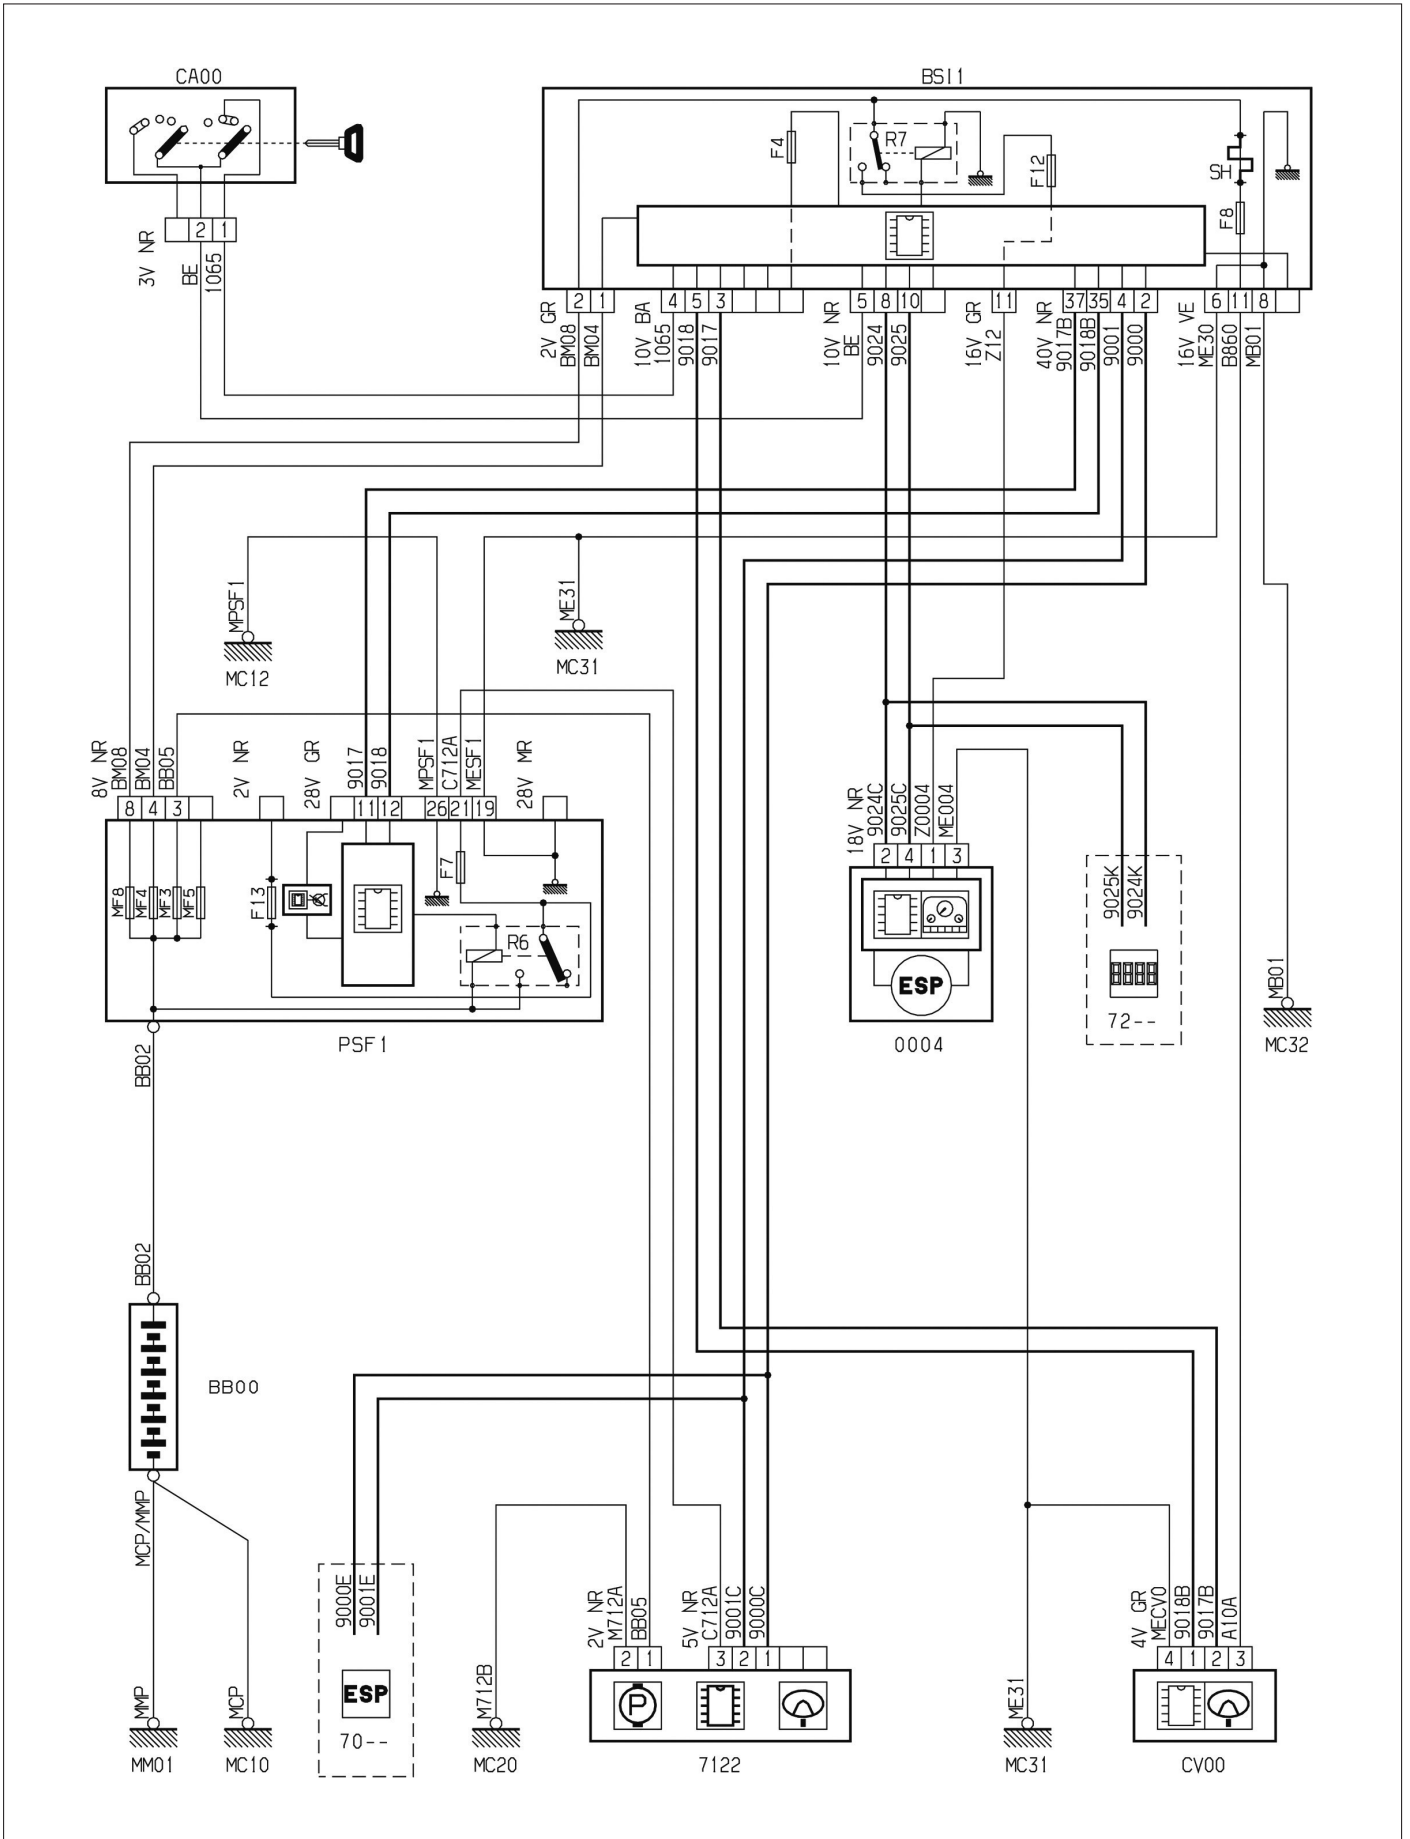 CA00
BSI1
F4
R7
F12
SH
F8
2 1
3V NR
BE
1065
2 1 4 5 3 5 8 10 11 37 35 4 2 6 11 8
2V GR
BM08
BM04
10V BA
1065
9018
9017
10V NR
BE
9024
9025
16V GR
Z12
40V NR
9017B
9018B
9001
9000
16V VE
ME30
B860
MB01
MPSF1
MC12
ME31
MC31
8V NR
BM08
BM04
BB05
2V NR
28V GR
9017
9018
MPSF1
C712A
MESF1
28V MR
8 4 3 11 12 26 21 19
MF8
MF4
MF3
MF5
F13
F7
R6
PSF1
18V NR
9024C
9025C
Z0004
ME004
2 4 1 3
ESP
0004
9025K
9024K
8888
72--
MB01
MC32
BB02
BB02
BB00
MCP/MMP
MMP
MM01
MCP
MC10
9000E
9001E
ESP
70--
M712B
MC20
2V NR
M712A
BB05
5V NR
C712A
9001C
9000C
2 1 3 2 1
P
7122
ME31
MC31
4V GR
MECV0
9018B
9017B
A10A
4 1 2 3
CV00